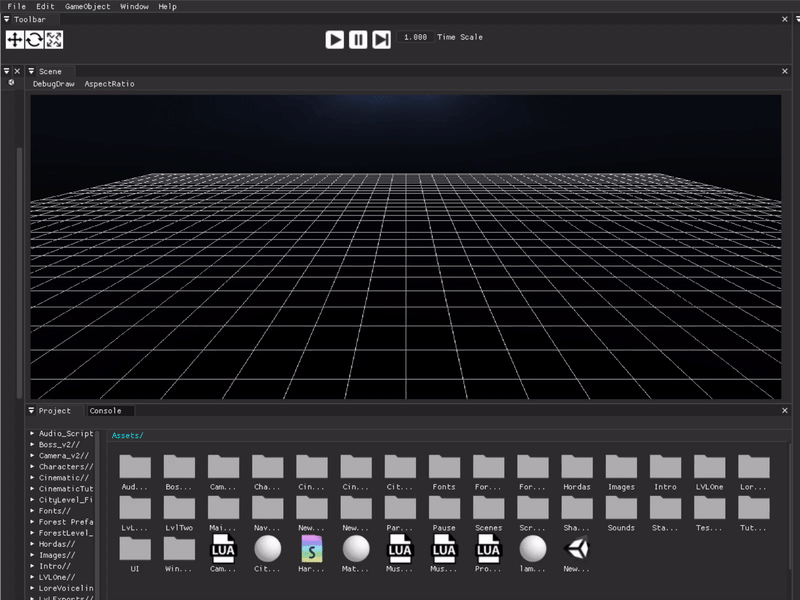 File Edit GameObject Window Help
Toolbar
1.000 Time Scale
Scene
DebugDraw AspectRatio
Project Console
Assets/
Audio_Script
Boss_v2//
Camera_v2//
Characters//
Cinematic//
CinematicTut
CityLevel_Fi
Fonts//
Forest Prefa
ForestLevel_
Hordas//
Images//
Intro//
LVLOne//
LoreVoicelin
LvlExports//
Aud... Bos... Cam... Cha... Cin... Cin... Cit... Fonts For... For... Hordas Images Intro LVLOne Lor...
LvL... LvlTwo Mai... Nav... New... New... Par... Pause Scenes Scr... Sha... Sounds Sta... Tes... Tut...
LUA S LUA LUA LUA
UI Win... Cam... Cit... Har... Mat... Mus... Mus... Pro... lam... New...